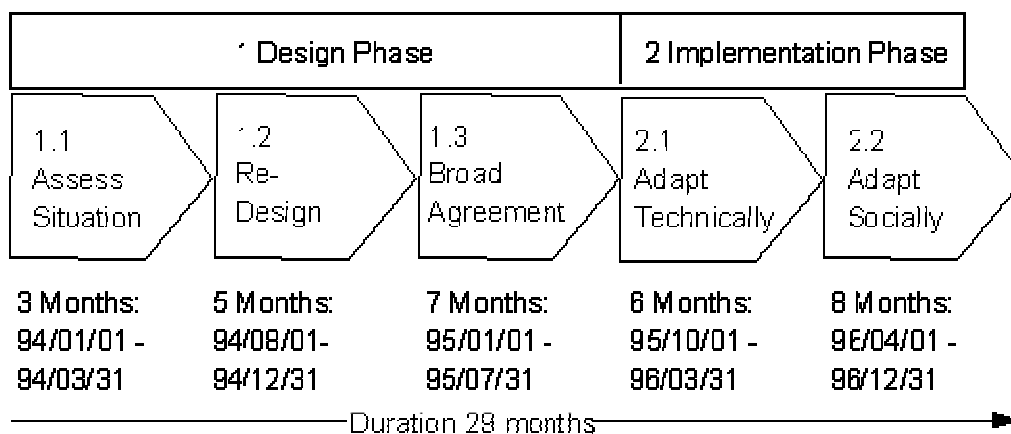 1 Design Phase
2 Implementation Phase
1.1
Assess
Situation
1.2
Re-
Design
1.3
Broad
Agreement
2.1
Adapt
Technically
2.2
Adapt
Socially
3 Months:
94/01/01 -
94/03/31
5 Months:
94/08/01-
94/12/31
7 Months:
95/01/01 -
95/07/31
6 Months:
95/10/01 -
96/03/31
8 Months:
96/04/01 -
96/12/31
Duration 29 months